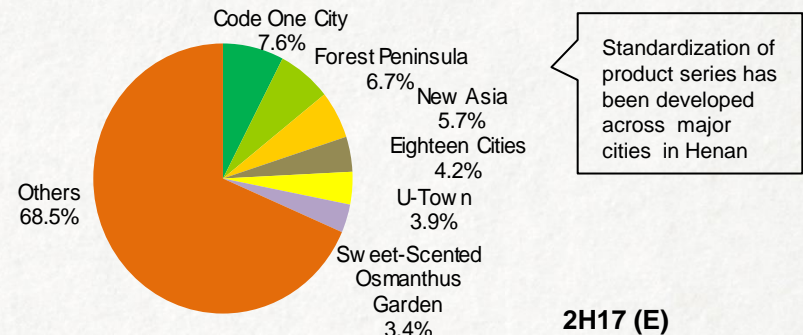 Code One City
7.6%
Forest Peninsula
6.7%
New Asia
5.7%
Eighteen Cities
4.2%
U-Town
3.9%
Sweet-Scented
Osmanthus
Garden
3.4%
Others
68.5%
Standardization of
product series has
been developed
across major
cities in Henan
2H17 (E)